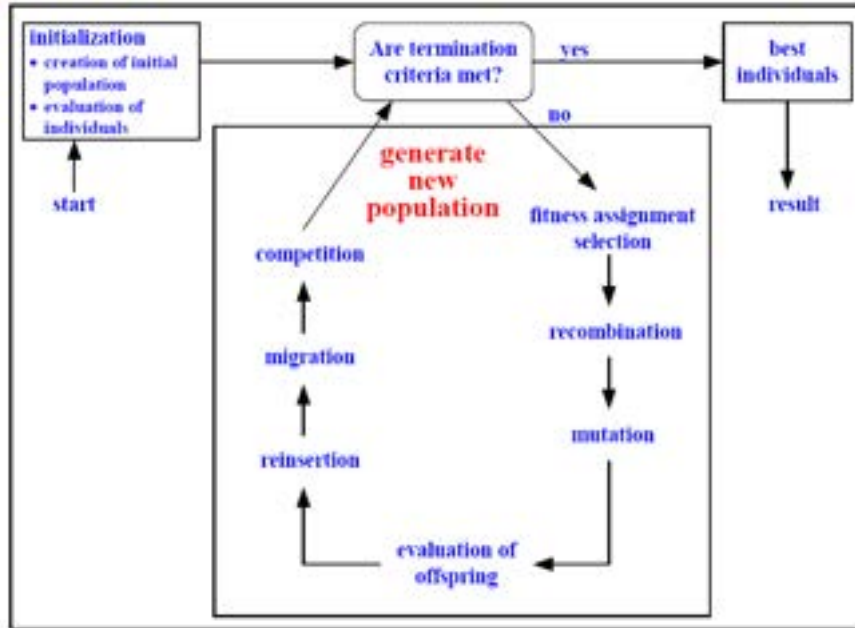 initialization
• creation of initial
population
• evaluation of
individuals
start
Are termination
criteria met?
yes
best
individuals
result
no
generate
new
population
fitness assignment
selection
recombination
mutation
evaluation of
offspring
reinsertion
migration
competition